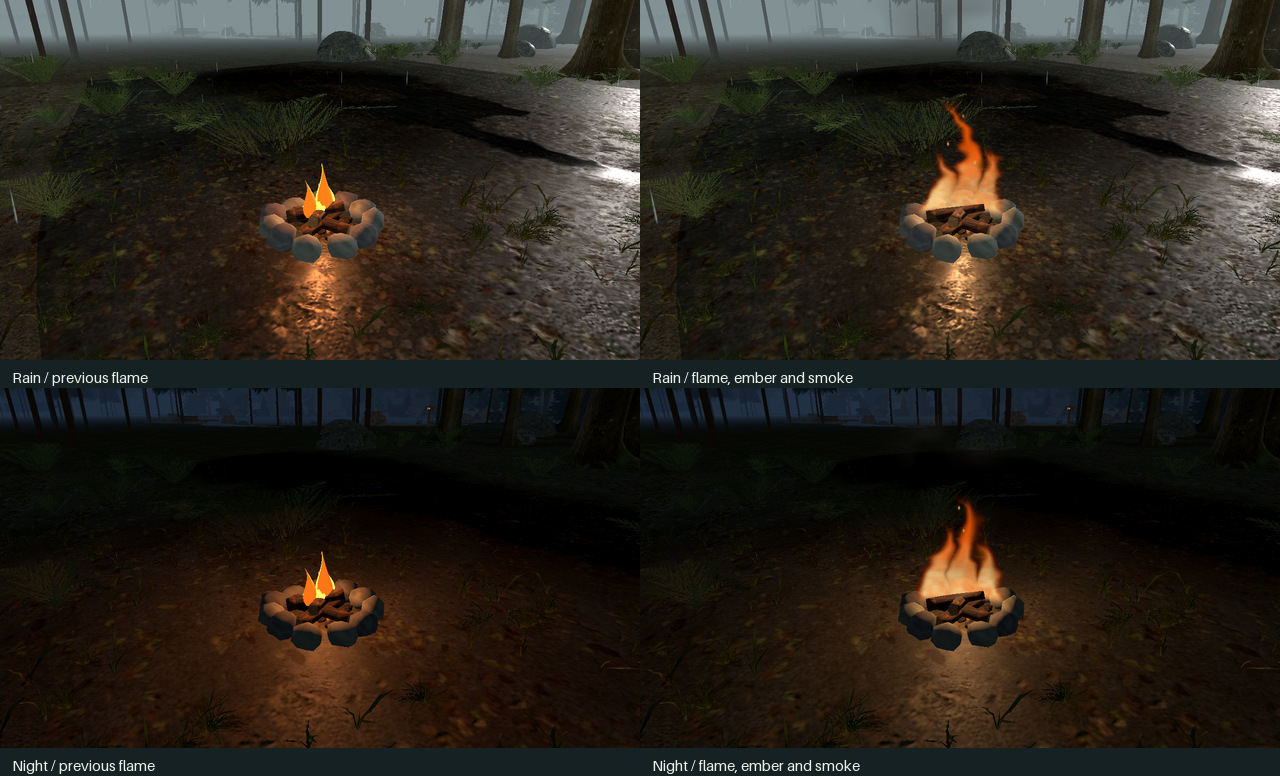 Rain / previous flame
Rain / flame, ember and smoke
Night / previous flame
Night / flame, ember and smoke